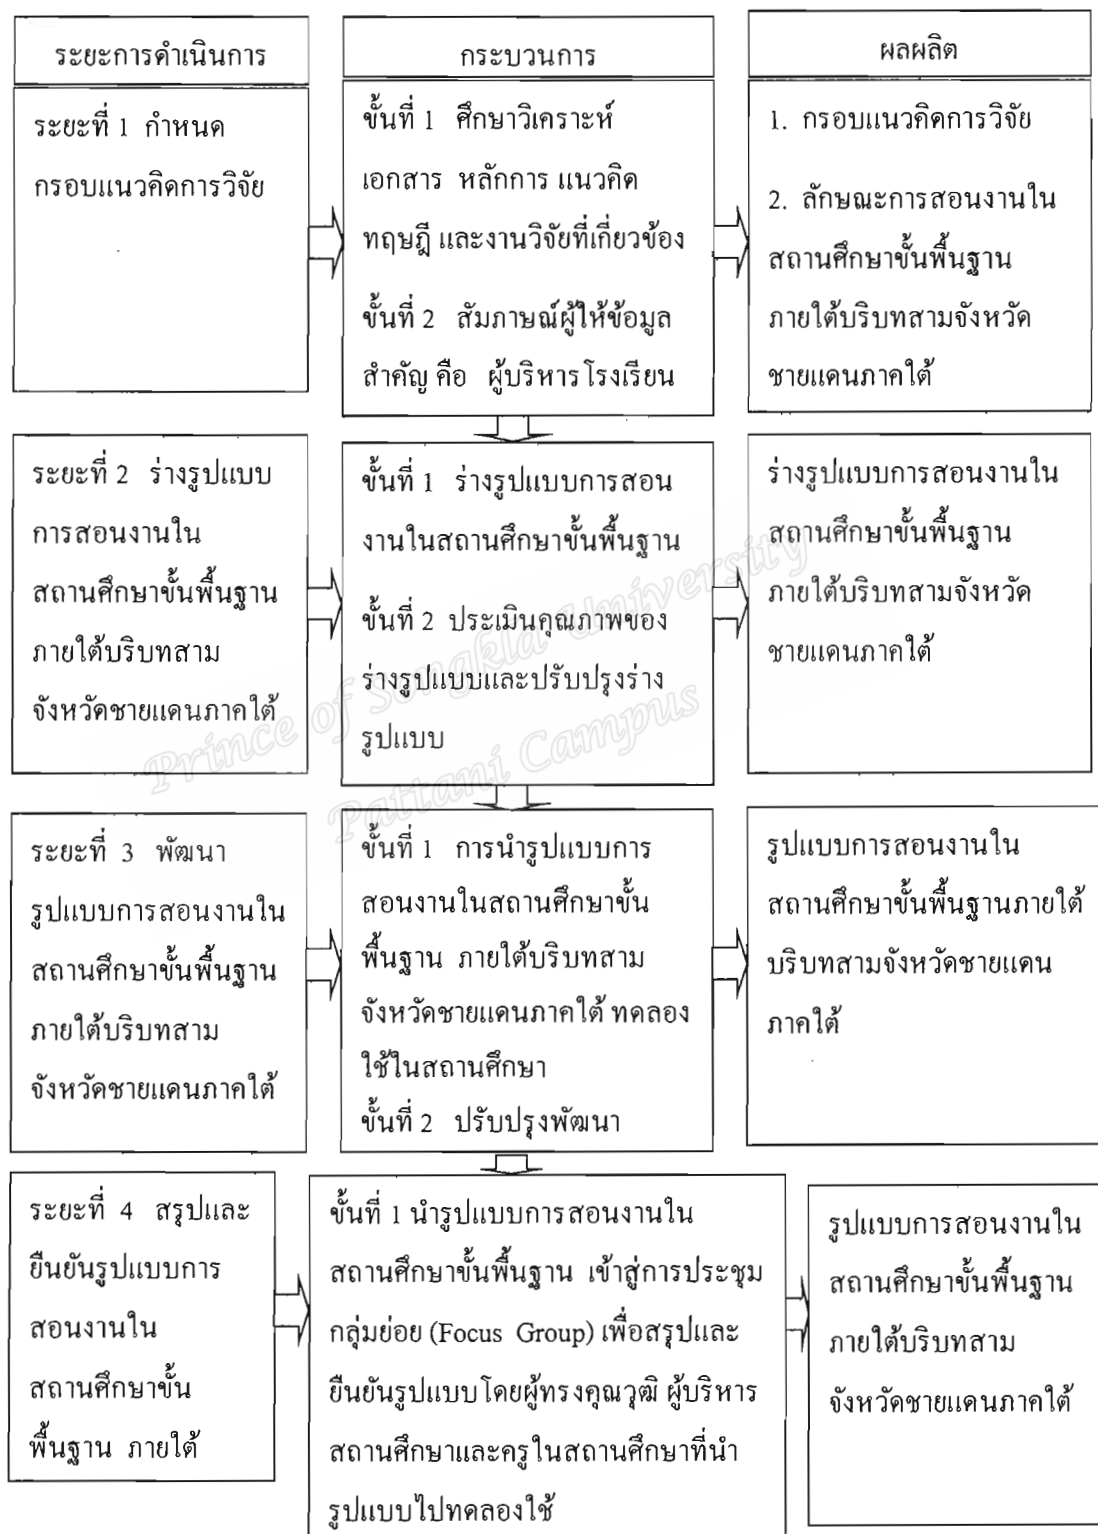 ระยะการดำเนินการ
กระบวนการ
ผลผลิต
ระยะที่ 1 กำหนด
กรอบแนวคิดการวิจัย
ขั้นที่ 1 ศึกษาวิเคราะห์
เอกสาร หลักการ แนวคิด
ทฤษฎี และงานวิจัยที่เกี่ยวข้อง
ขั้นที่ 2 สัมภาษณ์ผู้ให้ข้อมูล
สำคัญ คือ ผู้บริหารโรงเรียน
1. กรอบแนวคิดการวิจัย
2. ลักษณะการสอนงานใน
สถานศึกษาขั้นพื้นฐาน
ภายใต้บริบทสามจังหวัด
ชายแดนภาคใต้
ระยะที่ 2 ร่างรูปแบบ
การสอนงานใน
สถานศึกษาขั้นพื้นฐาน
ภายใต้บริบทสาม
จังหวัดชายแดนภาคใต้
ขั้นที่ 1 ร่างรูปแบบการสอน
งานในสถานศึกษาขั้นพื้นฐาน
ขั้นที่ 2 ประเมินคุณภาพของ
ร่างรูปแบบและปรับปรุงร่าง
รูปแบบ
ร่างรูปแบบการสอนงานใน
สถานศึกษาขั้นพื้นฐาน
ภายใต้บริบทสามจังหวัด
ชายแดนภาคใต้
Prince of Songkla University
Pattani Campus
ระยะที่ 3 พัฒนา
รูปแบบการสอนงานใน
สถานศึกษาขั้นพื้นฐาน
ภายใต้บริบทสาม
จังหวัดชายแดนภาคใต้
ขั้นที่ 1 การนำรูปแบบการ
สอนงานในสถานศึกษาขั้น
พื้นฐาน ภายใต้บริบทสาม
จังหวัดชายแดนภาคใต้ ทดลอง
ใช้ในสถานศึกษา
ขั้นที่ 2 ปรับปรุงพัฒนา
รูปแบบการสอนงานใน
สถานศึกษาขั้นพื้นฐานภายใต้
บริบทสามจังหวัดชายแดน
ภาคใต้
ระยะที่ 4 สรุปและ
ยืนยันรูปแบบการ
สอนงานใน
สถานศึกษาขั้น
พื้นฐาน ภายใต้
ขั้นที่ 1 นำรูปแบบการสอนงานใน
สถานศึกษาขั้นพื้นฐาน เข้าสู่การประชุม
กลุ่มย่อย (Focus Group) เพื่อสรุปและ
ยืนยันรูปแบบโดยผู้ทรงคุณวุฒิ ผู้บริหาร
สถานศึกษาและครูในสถานศึกษาที่นำ
รูปแบบไปทดลองใช้
รูปแบบการสอนงานใน
สถานศึกษาขั้นพื้นฐาน
ภายใต้บริบทสาม
จังหวัดชายแดนภาคใต้